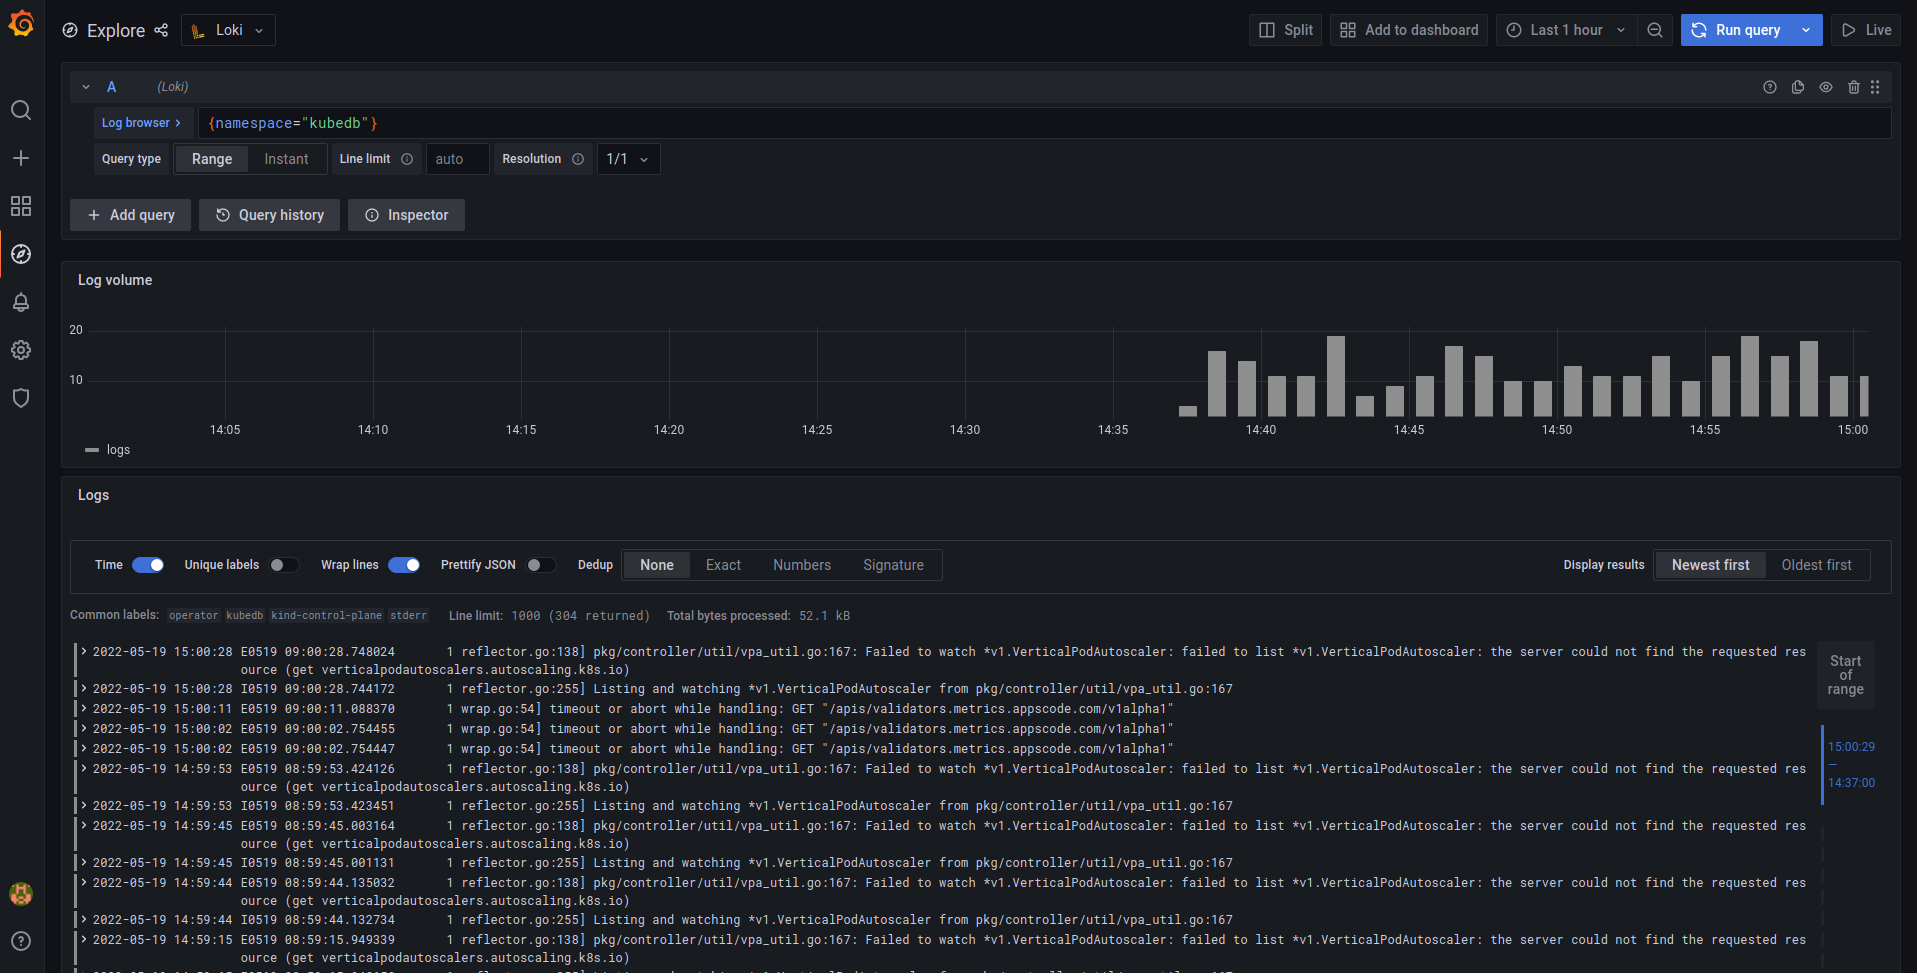 Explore
Loki
Split
Add to dashboard
Last 1 hour
Run query
Live
A (Loki)
Log browser > {namespace="kubedb"}
Query type Range Instant Line limit auto Resolution 1/1
+ Add query Query history Inspector
Log volume
20
10
14:05 14:10 14:15 14:20 14:25 14:30 14:35 14:40 14:45 14:50 14:55 15:00
logs
Logs
Time Unique labels Wrap lines Prettify JSON Dedup None Exact Numbers Signature Display results Newest first Oldest first
Common labels: operator kubedb kind-control-plane stderr Line limit: 1000 (304 returned) Total bytes processed: 52.1 kB
> 2022-05-19 15:00:28 E0519 09:00:28.748024 1 reflector.go:138] pkg/controller/util/vpa_util.go:167: Failed to watch *v1.VerticalPodAutoscaler: failed to list *v1.VerticalPodAutoscaler: the server could not find the requested res
ource (get verticalpodautoscalers.autoscaling.k8s.io)
> 2022-05-19 15:00:28 I0519 09:00:28.744172 1 reflector.go:255] Listing and watching *v1.VerticalPodAutoscaler from pkg/controller/util/vpa_util.go:167
> 2022-05-19 15:00:11 E0519 09:00:11.088370 1 wrap.go:54] timeout or abort while handling: GET "/apis/validators.metrics.appscode.com/v1alpha1"
> 2022-05-19 15:00:02 E0519 09:00:02.754455 1 wrap.go:54] timeout or abort while handling: GET "/apis/validators.metrics.appscode.com/v1alpha1"
> 2022-05-19 15:00:02 E0519 09:00:02.754447 1 wrap.go:54] timeout or abort while handling: GET "/apis/validators.metrics.appscode.com/v1alpha1"
> 2022-05-19 14:59:53 E0519 08:59:53.424126 1 reflector.go:138] pkg/controller/util/vpa_util.go:167: Failed to watch *v1.VerticalPodAutoscaler: failed to list *v1.VerticalPodAutoscaler: the server could not find the requested res
ource (get verticalpodautoscalers.autoscaling.k8s.io)
> 2022-05-19 14:59:53 I0519 08:59:53.423451 1 reflector.go:255] Listing and watching *v1.VerticalPodAutoscaler from pkg/controller/util/vpa_util.go:167
> 2022-05-19 14:59:45 E0519 08:59:45.003164 1 reflector.go:138] pkg/controller/util/vpa_util.go:167: Failed to watch *v1.VerticalPodAutoscaler: failed to list *v1.VerticalPodAutoscaler: the server could not find the requested res
ource (get verticalpodautoscalers.autoscaling.k8s.io)
> 2022-05-19 14:59:45 I0519 08:59:45.001131 1 reflector.go:255] Listing and watching *v1.VerticalPodAutoscaler from pkg/controller/util/vpa_util.go:167
> 2022-05-19 14:59:44 E0519 08:59:44.135032 1 reflector.go:138] pkg/controller/util/vpa_util.go:167: Failed to watch *v1.VerticalPodAutoscaler: failed to list *v1.VerticalPodAutoscaler: the server could not find the requested res
ource (get verticalpodautoscalers.autoscaling.k8s.io)
> 2022-05-19 14:59:44 I0519 08:59:44.132734 1 reflector.go:255] Listing and watching *v1.VerticalPodAutoscaler from pkg/controller/util/vpa_util.go:167
> 2022-05-19 14:59:15 E0519 08:59:15.949339 1 reflector.go:138] pkg/controller/util/vpa_util.go:167: Failed to watch *v1.VerticalPodAutoscaler: failed to list *v1.VerticalPodAutoscaler: the server could not find the requested res
ource (get verticalpodautoscalers.autoscaling.k8s.io)
Start
of
range
15:00:29
—
14:37:00